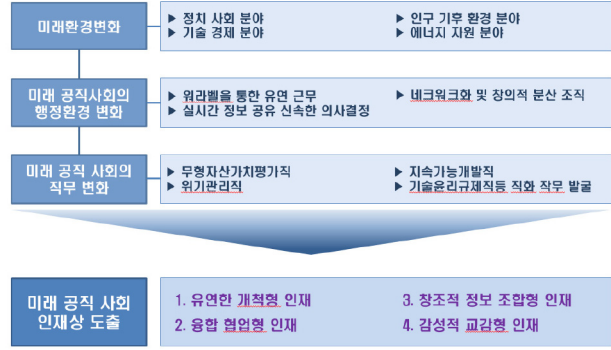 미래환경변화
▶ 정치 사회 분야
▶ 기술 경제 분야
▶ 인구 기후 환경 분야
▶ 에너지 자원 분야
미래 공직사회의
행정환경 변화
▶ 워라벨을 통한 유연 근무
▶ 실시간 정보 공유 신속한 의사결정
▶ 네크워크화 및 창의적 분산 조직
미래 공직 사회의
직무 변화
▶ 무형자산가치평가직
▶ 위기관리직
▶ 지속가능개발직
▶ 기술윤리규제직등 직화 작무 발굴
미래 공직 사회
인재상 도출
1. 유연한 개척형 인재
2. 융합 협업형 인재
3. 창조적 정보 조합형 인재
4. 감성적 교감형 인재